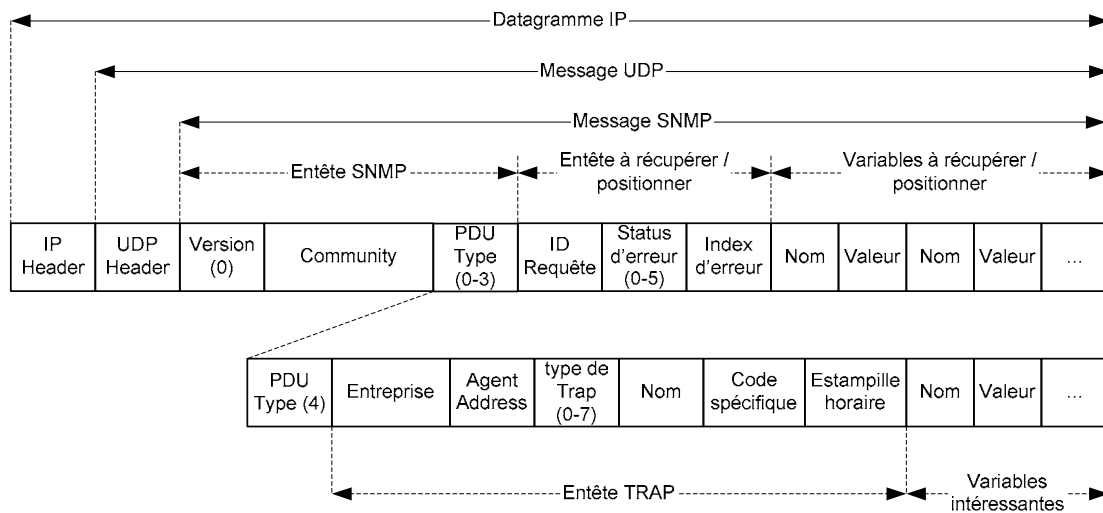 Datagramme IP
Message UDP
Message SNMP
Entête SNMP
Entête à récupérer /
positionner
Variables à récupérer /
positionner
IP
Header
UDP
Header
Version
(0)
Community
PDU
Type
(0-3)
ID
Requête
Status
d'erreur
(0-5)
Index
d'erreur
Nom
Valeur
Nom
Valeur
...
PDU
Type (4)
Entreprise
Agent
Address
type de
Trap
(0-7)
Nom
Code
spécifique
Estampille
horaire
Nom
Valeur
...
Entête TRAP
Variables
intéressantes